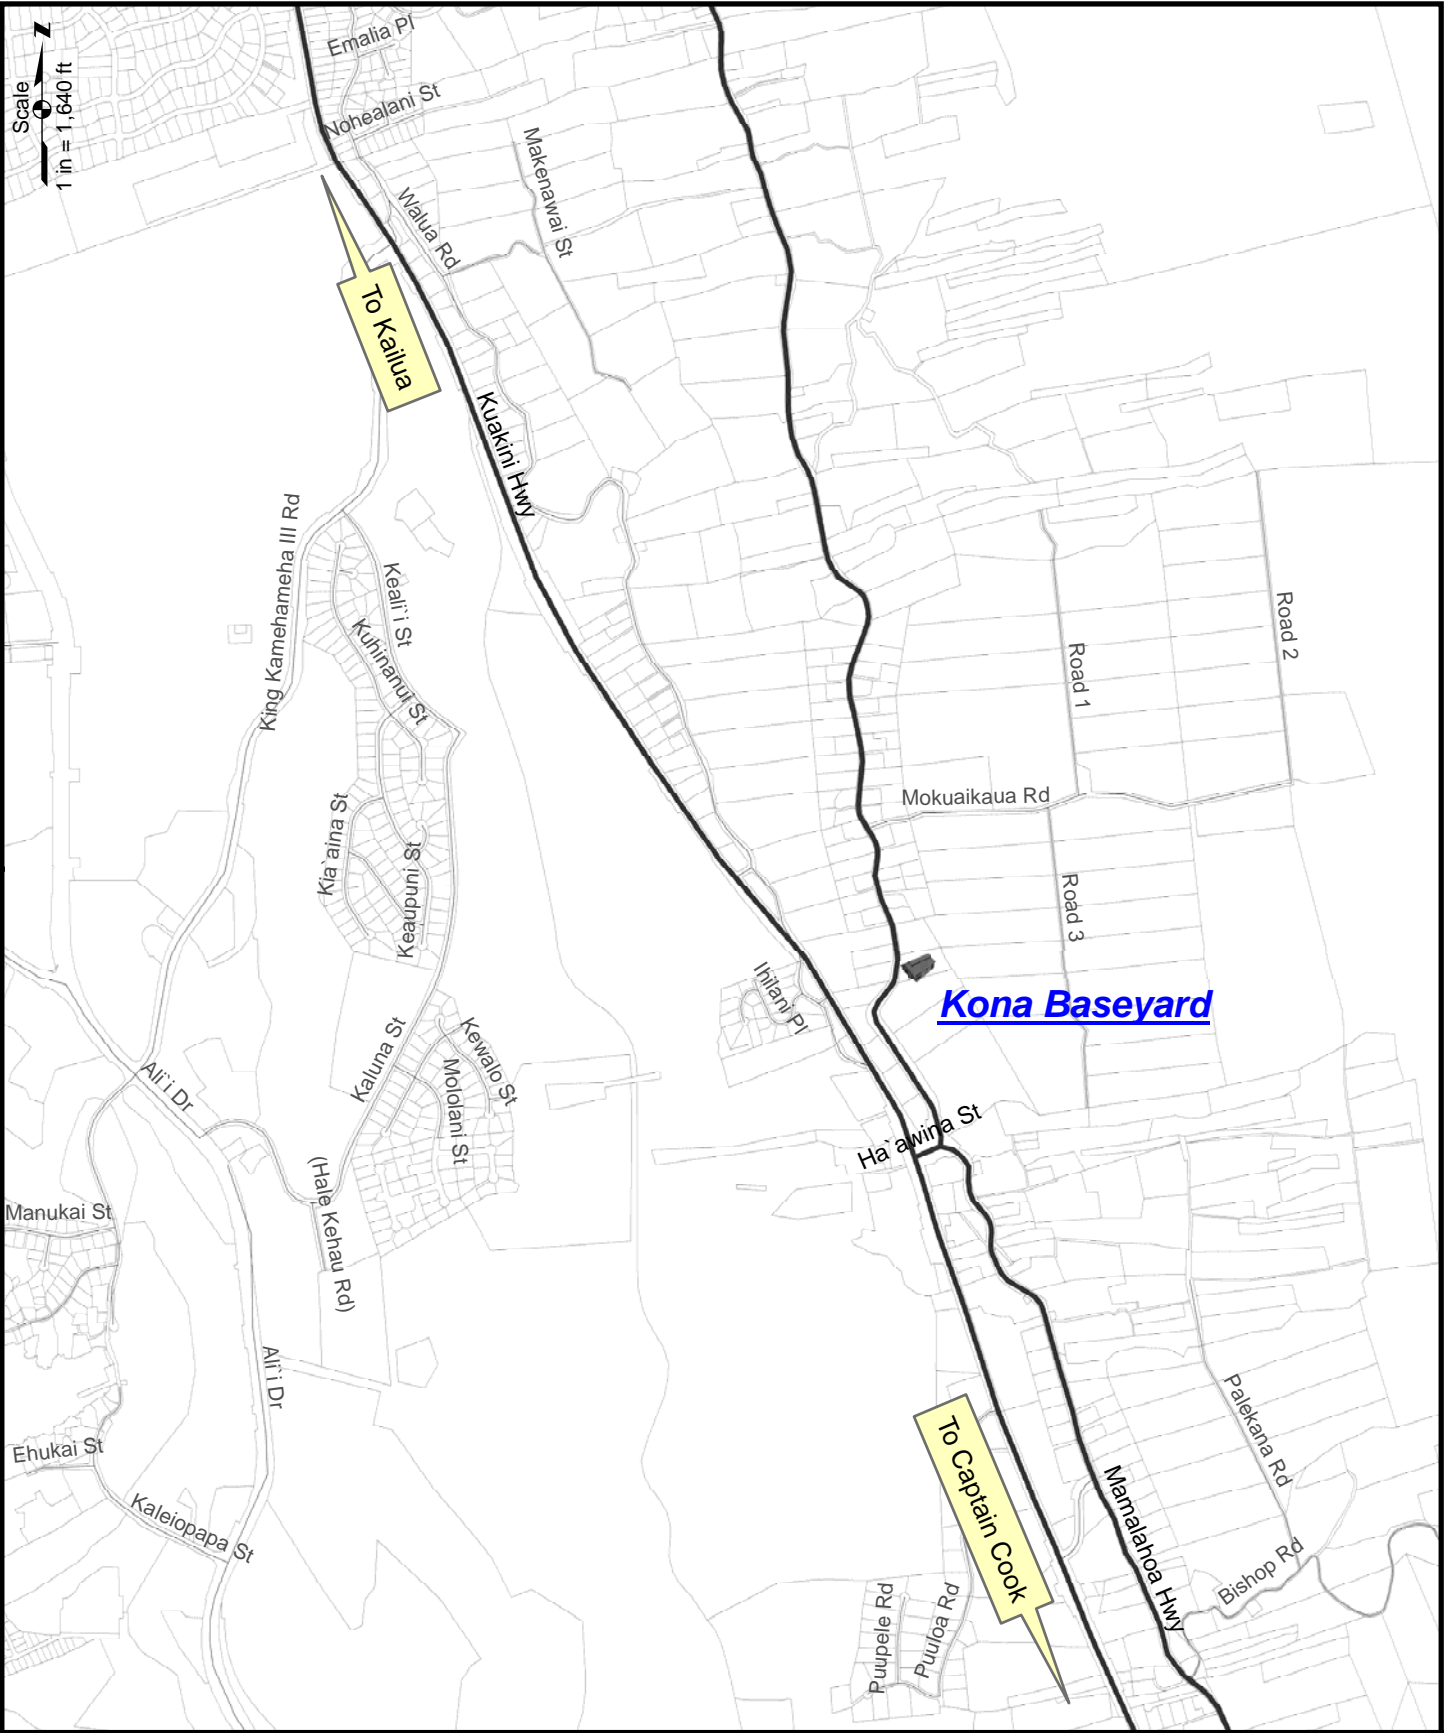 Scale
N
1 in = 1,640 ft
Emalia Pl
Nohealani St
Makenawai St
Walua Rd
To Kailua
Kuakini Hwy
King Kamehameha III Rd
Keali`i St
Kuhinanui St
Road 2
Road 1
Mokuaikaua Rd
Kia`aina St
Keaupuni St
Road 3
Ihilani Pl
Kona Baseyard
Kaluna St
Kewalo St
Mololani St
Ali`i Dr
Ha`awina St
(Hale Kehau Rd)
Manukai St
Ali`i Dr
Palekana Rd
To Captain Cook
Ehukai St
Mamalahoa Hwy
Kaleiopapa St
Bishop Rd
Puupele Rd
Puuloa Rd